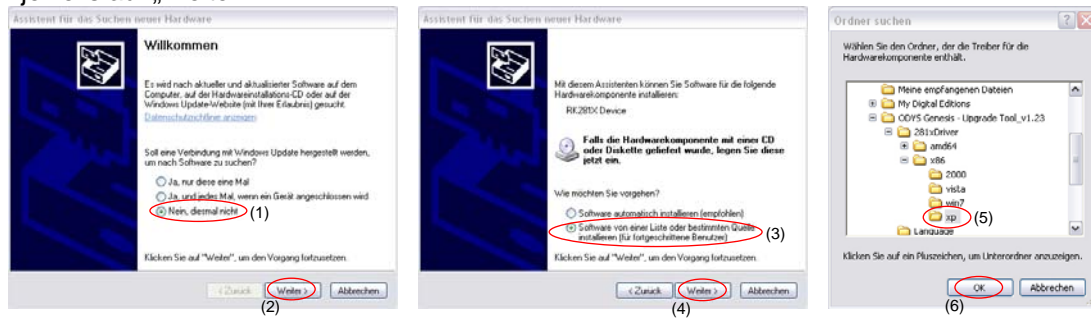 Assistent für das Suchen neuer Hardware
Willkommen
Es wird nach aktueller und aktualisierter Software auf dem
Computer, auf der Hardwareinstallations-CD oder auf der
Windows Update-Website (mit Ihrer Erlaubnis) gesucht.
Datenschutzrichtlinie anzeigen
Soll eine Verbindung mit Windows Update hergestellt werden,
um nach Software zu suchen?
Ja, nur diese eine Mal
Ja, und jedes Mal, wenn ein Gerät angeschlossen wird
Nein, diesmal nicht
(1)
Klicken Sie auf "Weiter", um den Vorgang fortzusetzen.
< Zurück
Weiter >
Abbrechen
(2)
Assistent für das Suchen neuer Hardware
Mit diesem Assistenten können Sie Software für die folgende
Hardwarekomponente installieren:
RK281X Device
Falls die Hardwarekomponente mit einer CD
oder Diskette geliefert wurde, legen Sie diese
jetzt ein.
Wie möchten Sie vorgehen?
Software automatisch installieren (empfohlen)
Software von einer Liste oder bestimmten Quelle
installieren (für fortgeschrittene Benutzer)
(3)
Klicken Sie auf "Weiter", um den Vorgang fortzusetzen.
< Zurück
Weiter >
Abbrechen
(4)
Ordner suchen
Wählen Sie den Ordner, der die Treiber für die
Hardwarekomponente enthält.
Meine empfangenen Dateien
My Digital Editions
ODYS Genesis - Upgrade Tool_v1.23
281xDriver
amd64
x86
2000
vista
win7
xp
(5)
Language
Klicken Sie auf ein Pluszeichen, um Unterordner anzuzeigen.
OK
Abbrechen
(6)